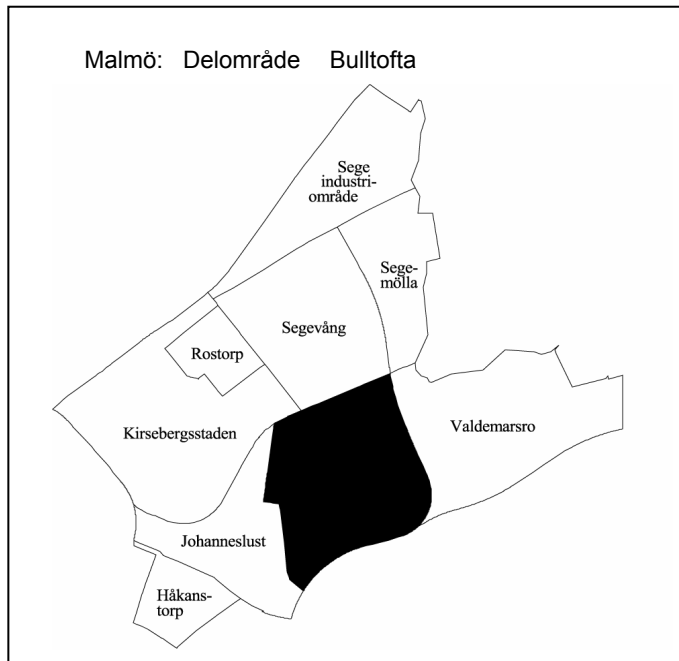 Malmö: Delområde Bulltofta
Sege
industri-
område
Sege-
mölla
Segevång
Rostorp
Kirsebergsstaden
Valdemarsro
Johanneslust
Håkans-
torp